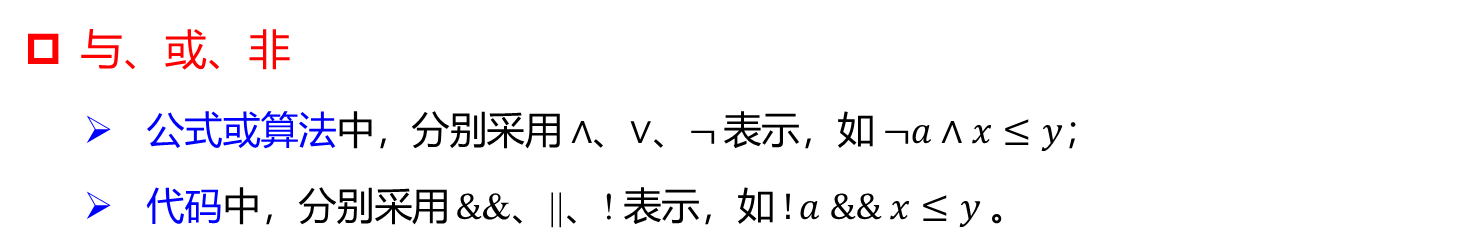 与、或、非
公式或算法中，分别采用 ∧、∨、¬ 表示，如 ¬a ∧ x ≤ y；
代码中，分别采用 &&、||、! 表示，如 !a && x ≤ y 。